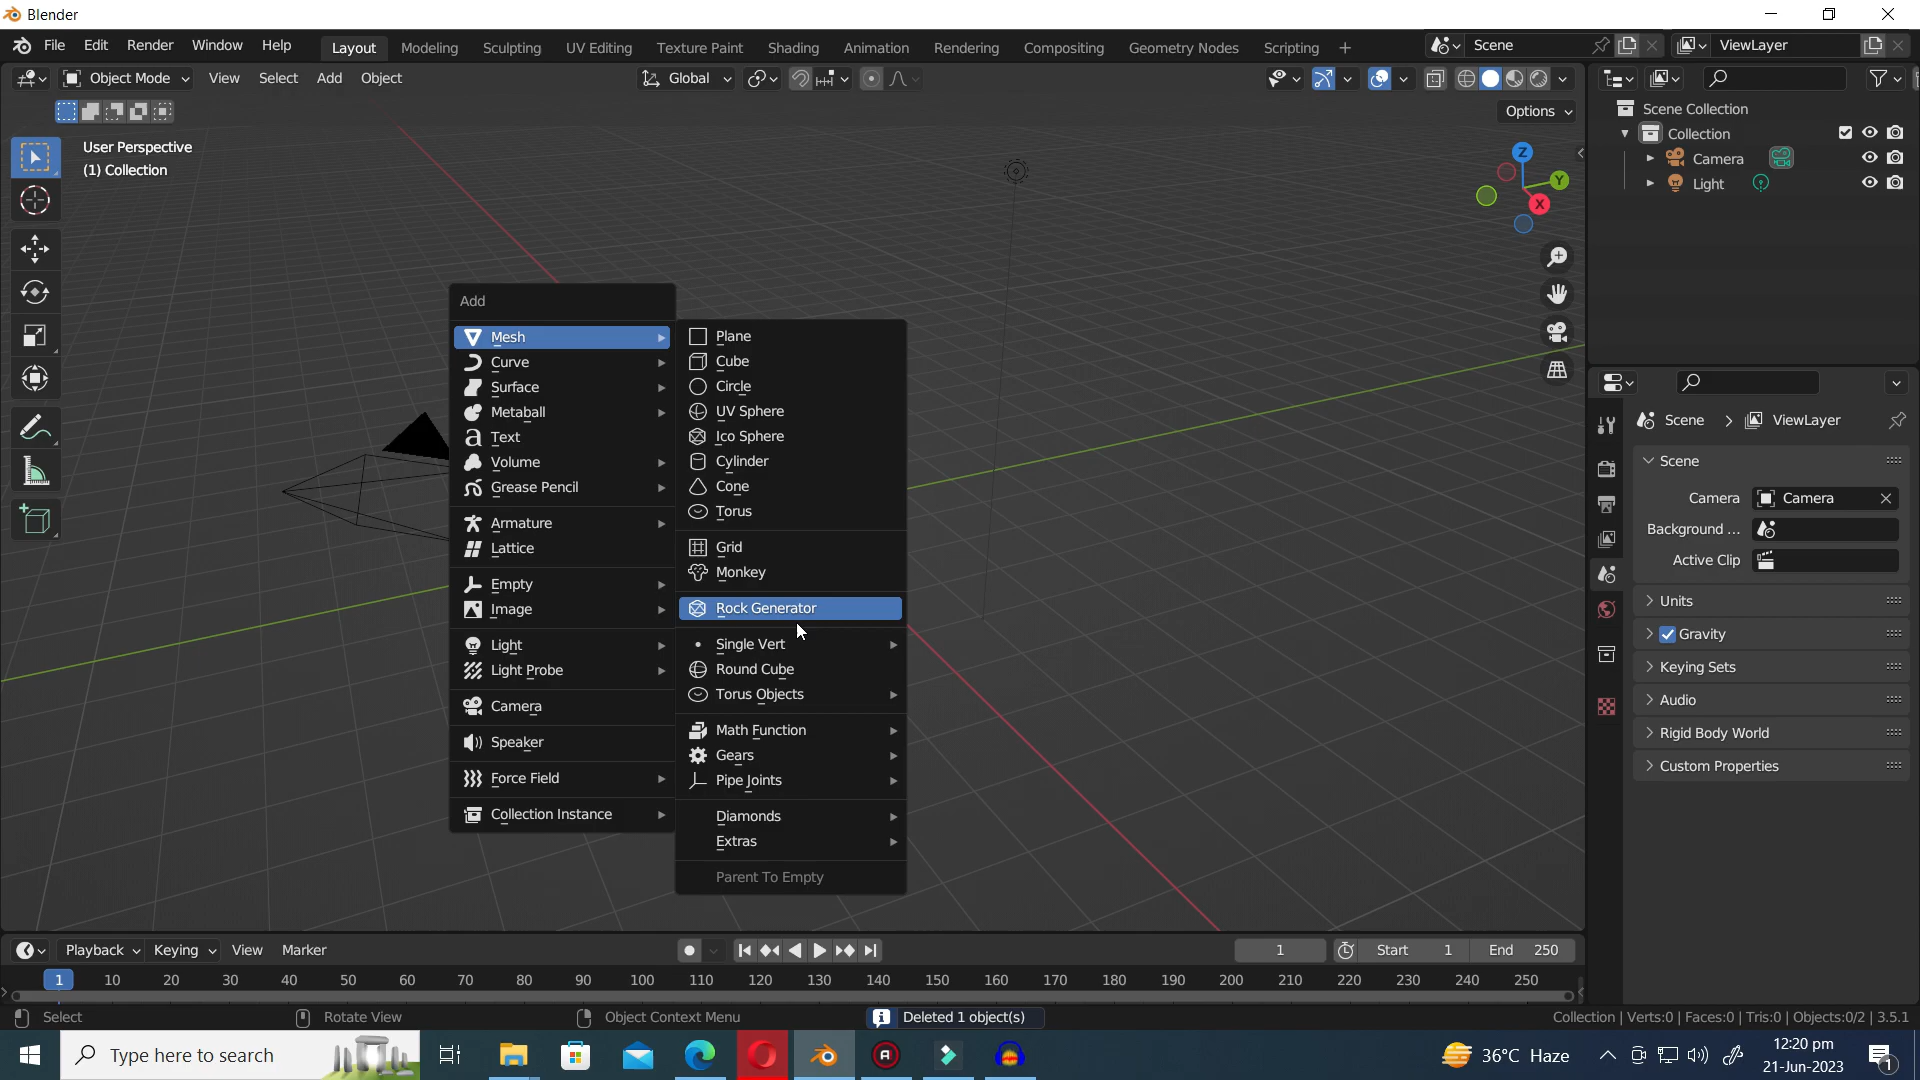 Blender
File Edit Render Window Help Layout Modeling Sculpting UV Editing Texture Paint Shading Animation Rendering Compositing Geometry Nodes Scripting + Scene ViewLayer
Object Mode View Select Add Object Global
Options
User Perspective
(1) Collection
Z
Y
X
Scene Collection
Collection
Camera
Light
Add
Mesh
Curve
Surface
Metaball
Text
Volume
Grease Pencil
Armature
Lattice
Empty
Image
Light
Light Probe
Camera
Speaker
Force Field
Collection Instance
Plane
Cube
Circle
UV Sphere
Ico Sphere
Cylinder
Cone
Torus
Grid
Monkey
Rock Generator
Single Vert
Round Cube
Torus Objects
Math Function
Gears
Pipe Joints
Diamonds
Extras
Parent To Empty
Scene ViewLayer
Scene
Camera Camera
Background ...
Active Clip
Units
Gravity
Keying Sets
Audio
Rigid Body World
Custom Properties
Playback Keying View Marker 1 Start 1 End 250
1 10 20 30 40 50 60 70 80 90 100 110 120 130 140 150 160 170 180 190 200 210 220 230 240 250
Select Rotate View Object Context Menu Deleted 1 object(s) Collection | Verts:0 | Faces:0 | Tris:0 | Objects:0/2 | 3.5.1
Type here to search 36°C Haze 12:20 pm
21-Jun-2023 1